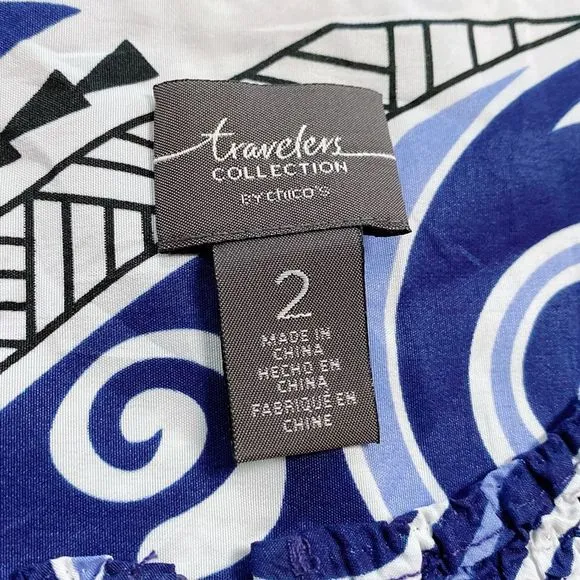 travelers
COLLECTION
BY chico's
2
MADE IN
CHINA
HECHO EN
CHINA
FABRIQUÉ EN
CHINE